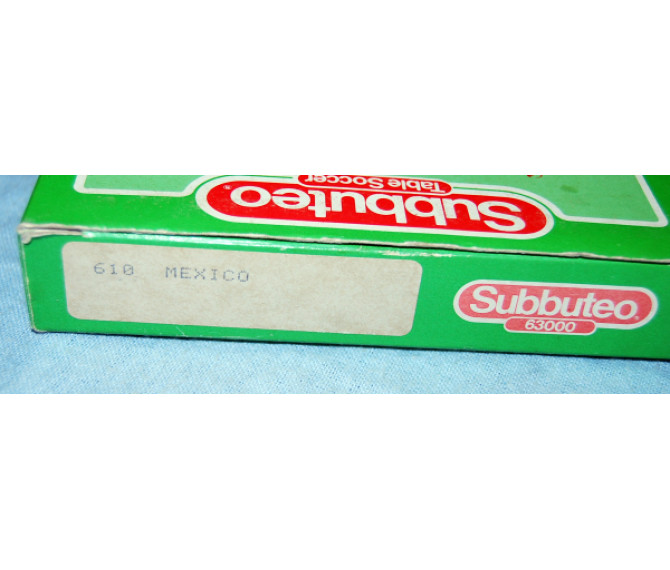 Subbuteo
Table Soccer
610 MEXICO
Subbuteo
63000